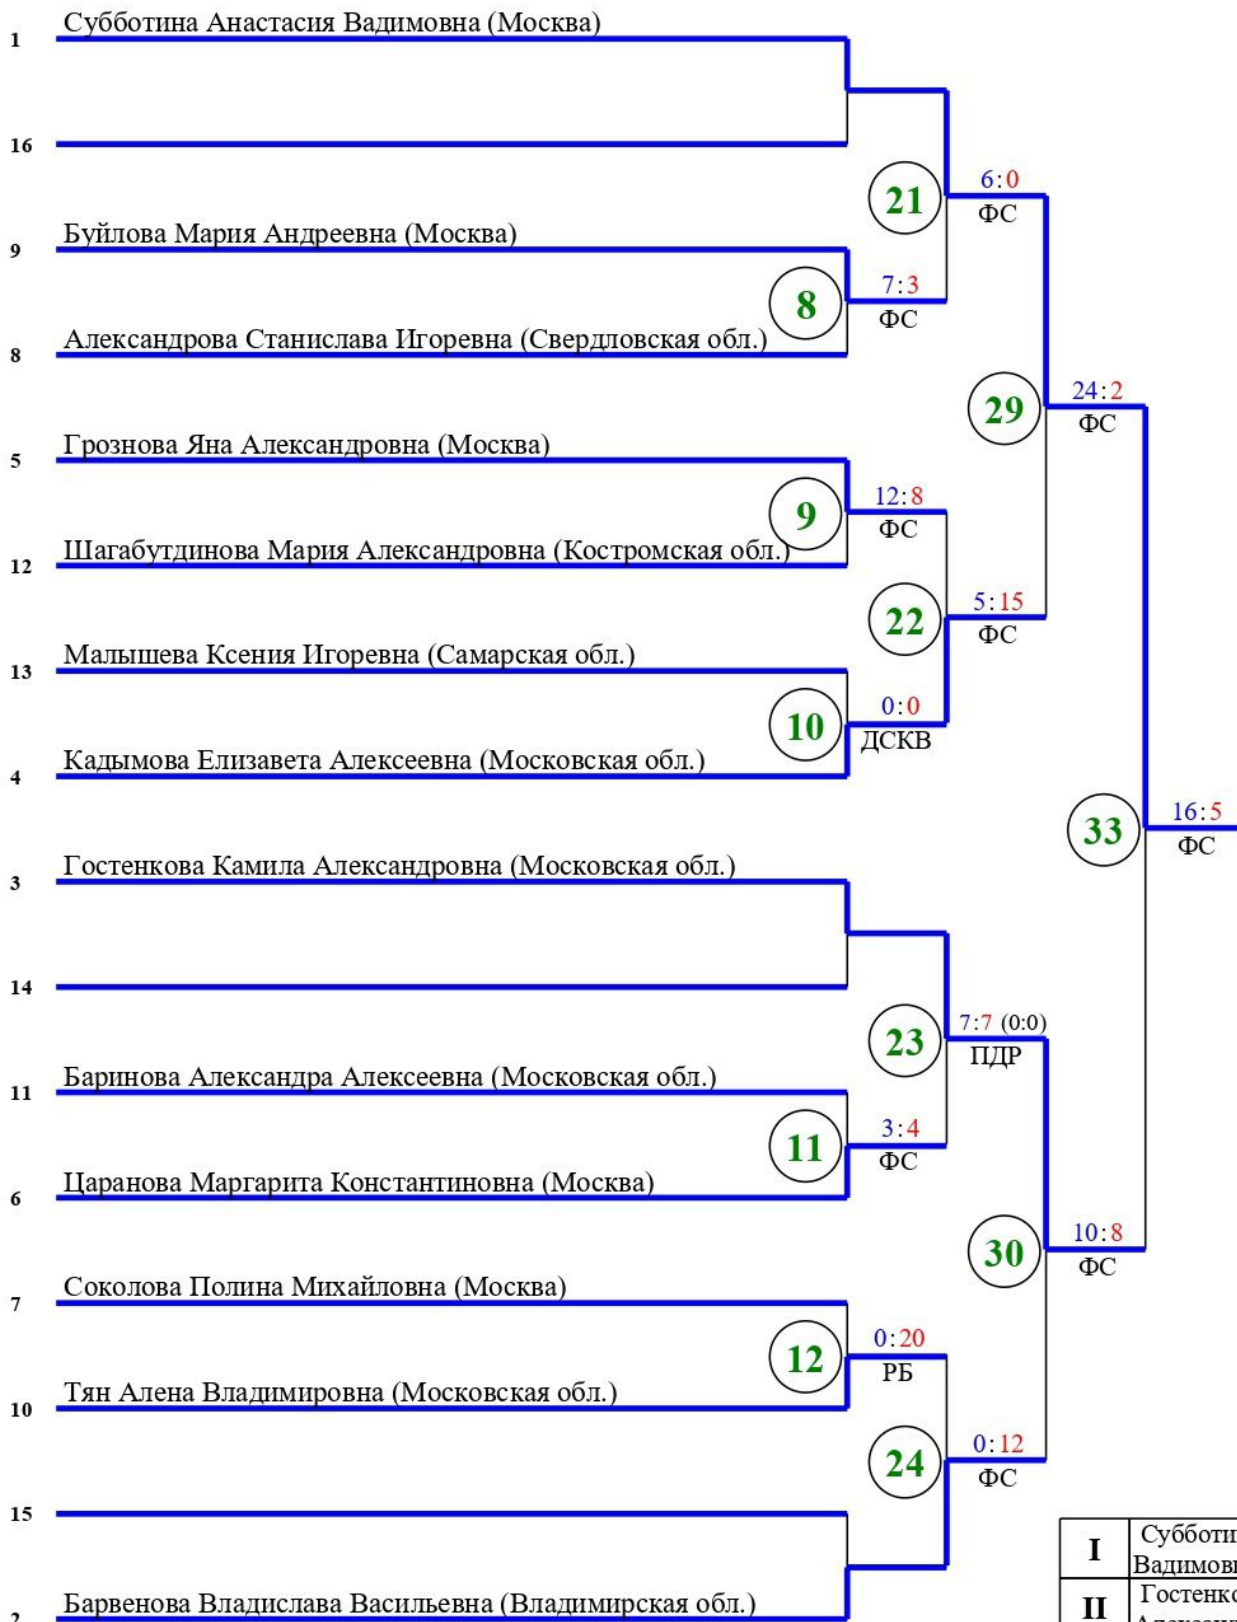 Субботина Анастасия Вадимовна (Москва)
1
16
21
6:0
ФС
Буйлова Мария Андреевна (Москва)
9
8
7:3
ФС
Александрова Станислава Игоревна (Свердловская обл.)
8
29
24:2
ФС
Грознова Яна Александровна (Москва)
5
9
12:8
ФС
Шагабутдинова Мария Александровна (Костромская обл.)
12
22
5:15
ФС
Малышева Ксения Игоревна (Самарская обл.)
13
10
0:0
ДСКВ
Кадымова Елизавета Алексеевна (Московская обл.)
4
33
16:5
ФС
Гостенкова Камила Александровна (Московская обл.)
3
14
23
7:7 (0:0)
ПДР
Баринова Александра Алексеевна (Московская обл.)
11
11
3:4
ФС
Царанова Маргарита Константиновна (Москва)
6
30
10:8
ФС
Соколова Полина Михайловна (Москва)
7
12
0:20
РБ
Тян Алена Владимировна (Московская обл.)
10
24
0:12
ФС
15
Барвенова Владислава Васильевна (Владимирская обл.)
2
I
Субботи
Вадимовн
II
Гостенко